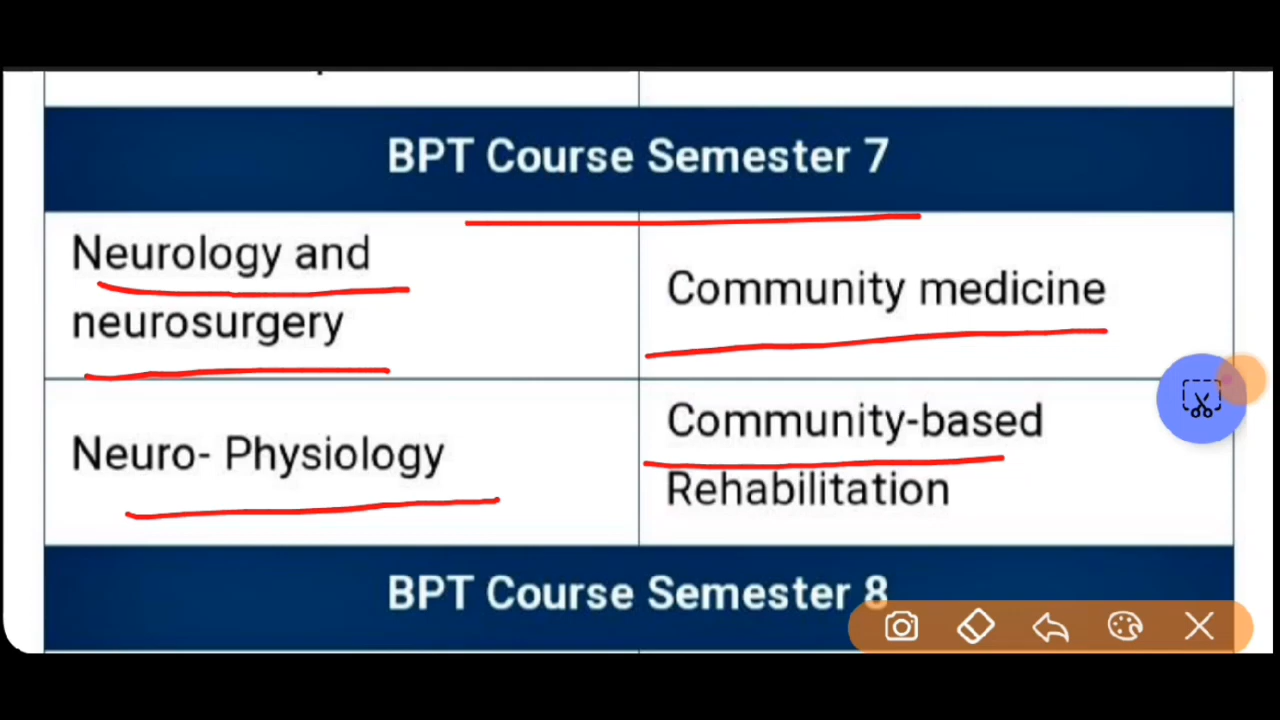 BPT Course Semester 7
Neurology and
neurosurgery
Community medicine
Neuro- Physiology
Community-based
Rehabilitation
BPT Course Semester 8